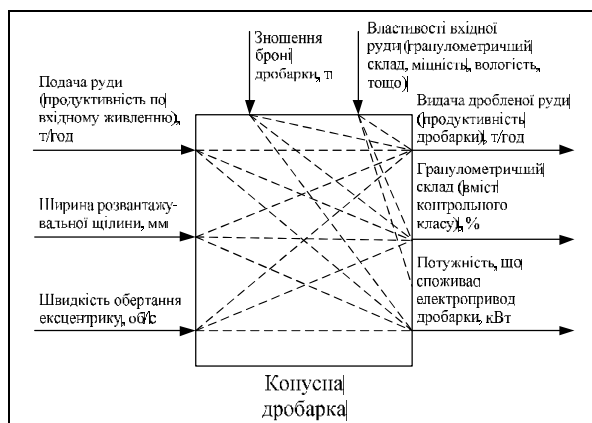 Зношення
броні
дробарки, т
Властивості вхідної
руди (гранулометричний
склад, міцність, вологість,
тощо)
Подача руди
(продуктивність по
вхідному живленню),
т/год
Ширина розвантажу-
вальної щілини, мм
Швидкість обертання
ексцентрику, об/с
Видача дробленої руди
(продуктивність
дробарки), т/год
Гранулометричний
склад (вміст
контрольного
класу), %
Потужність, що
споживає
електропривод
дробарки, кВт
Конусна
дробарка